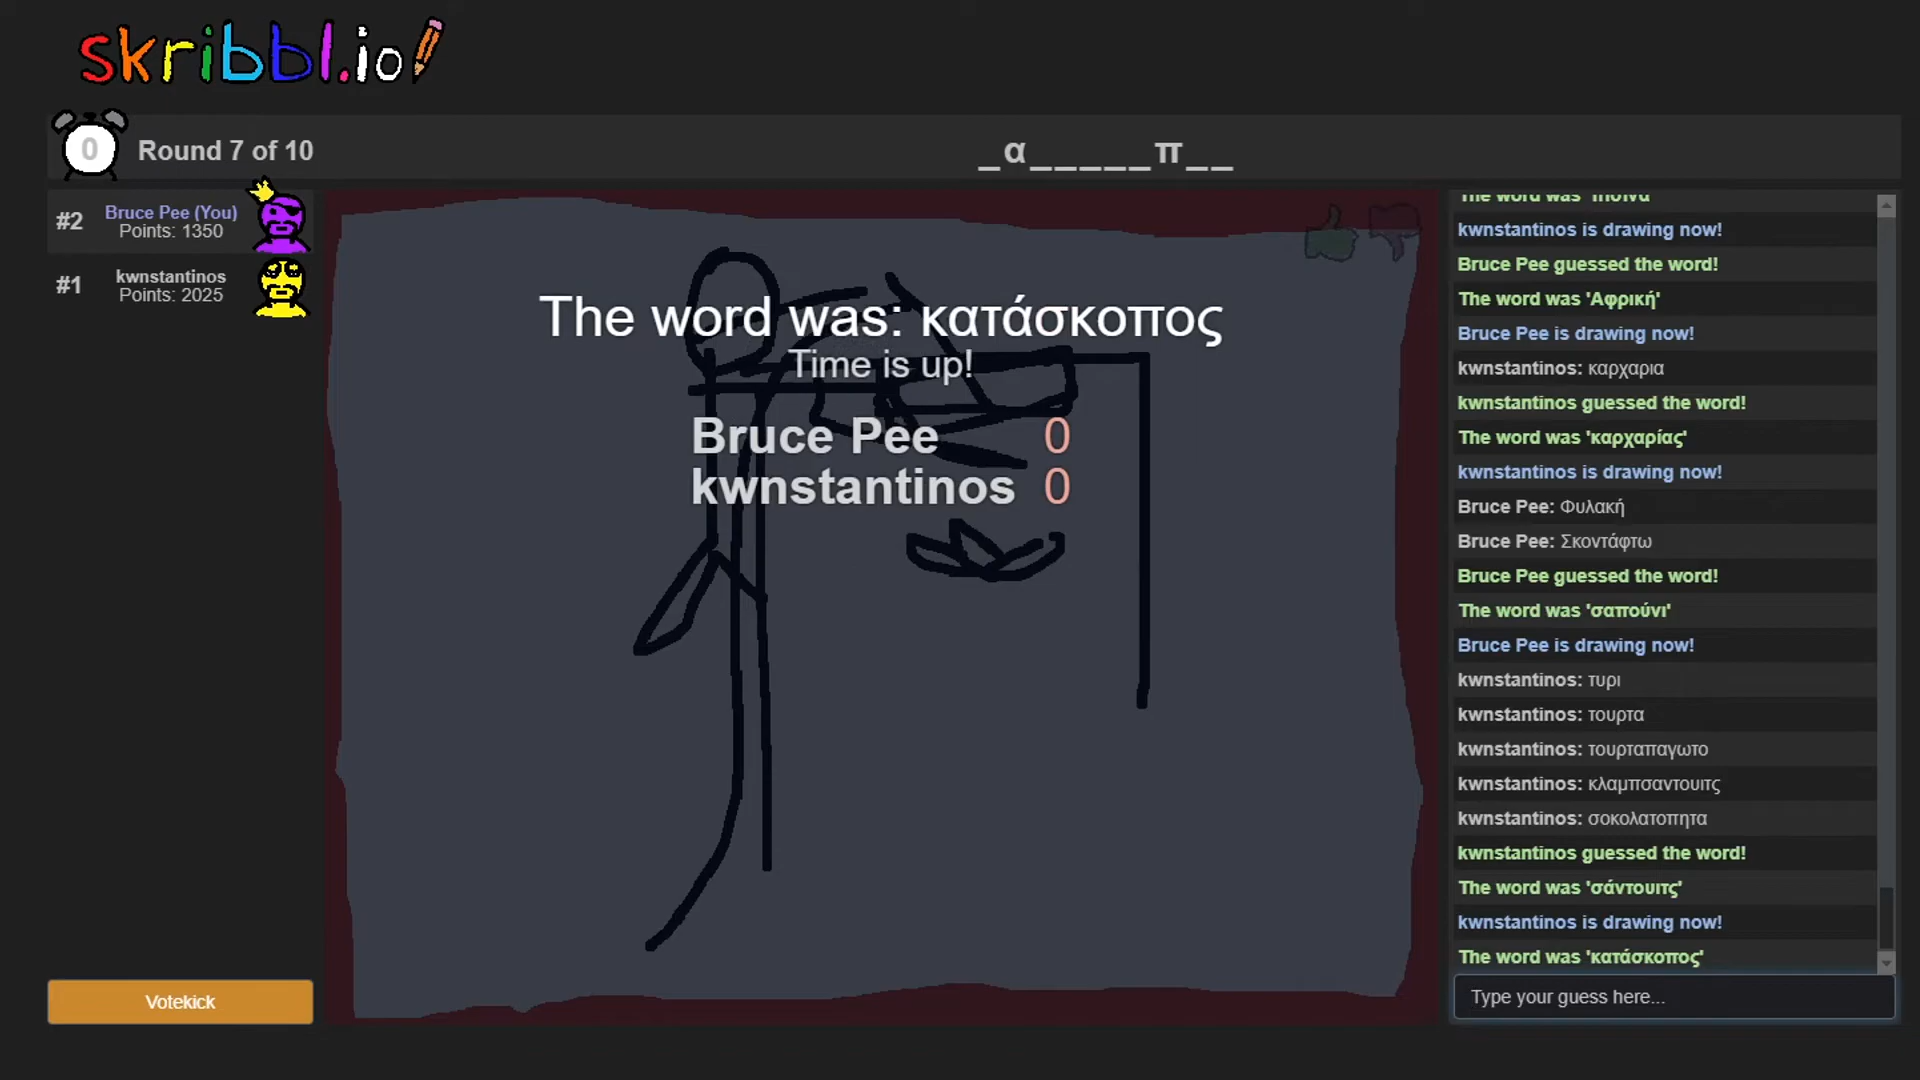 skribbl.io
0
Round 7 of 10
_α_____π__
#2
Bruce Pee (You)
Points: 1350
#1
kwnstantinos
Points: 2025
The word was: κατάσκοπος
Time is up!
Bruce Pee 0
kwnstantinos 0
The word was
kwnstantinos is drawing now!
Bruce Pee guessed the word!
The word was 'Αφρική'
Bruce Pee is drawing now!
kwnstantinos: καρχαρια
kwnstantinos guessed the word!
The word was 'καρχαρίας'
kwnstantinos is drawing now!
Bruce Pee: Φυλακή
Bruce Pee: Σκοντάφτω
Bruce Pee guessed the word!
The word was 'σαπούνι'
Bruce Pee is drawing now!
kwnstantinos: τυρι
kwnstantinos: τουρτα
kwnstantinos: τουρταπαγωτο
kwnstantinos: κλαμπσαντουιτς
kwnstantinos: σοκολατοπητα
kwnstantinos guessed the word!
The word was 'σάντουιτς'
kwnstantinos is drawing now!
The word was 'κατάσκοπος'
Type your guess here...
Votekick